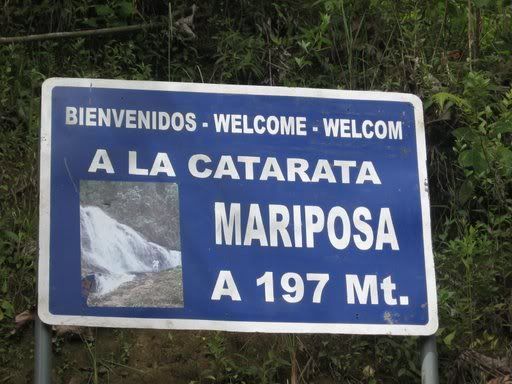 BIENVENIDOS - WELCOME - WELCOM
A LA CATARATA
MARIPOSA
A 197 Mt.